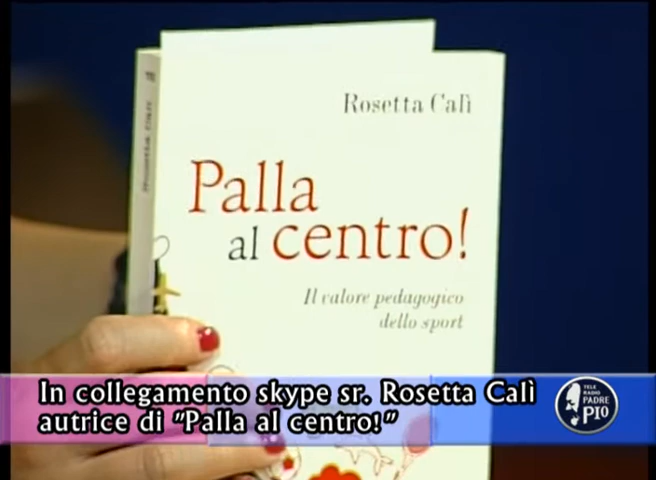 Rosetta Calì
Palla
al centro!
Il valore pedagogico
dello sport
In collegamento skype sr. Rosetta Calì
autrice di "Palla al centro!"
TELE
RADIO
PADRE
PIO